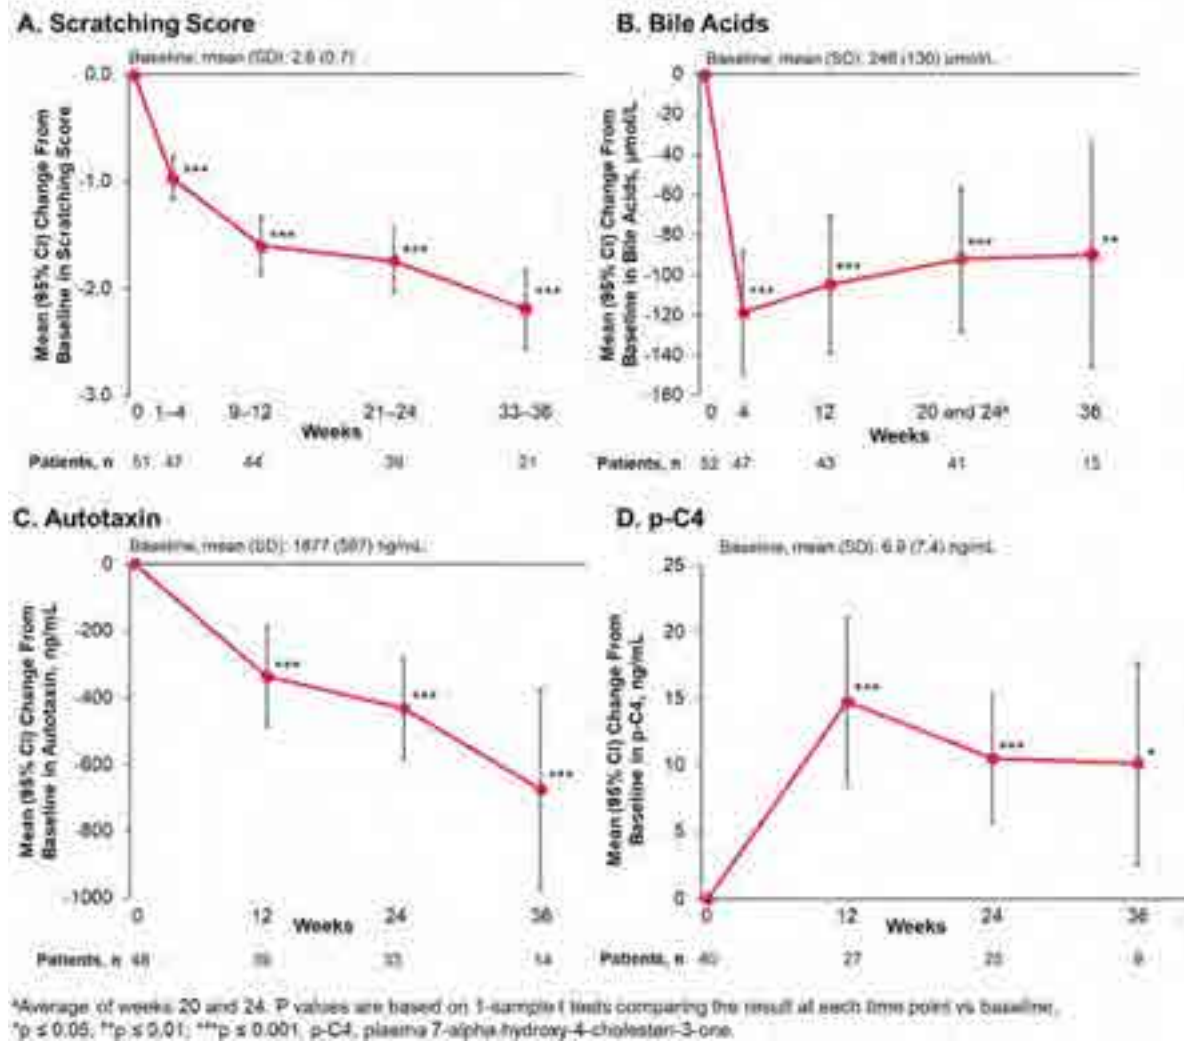 A. Scratching Score
Baseline, mean (SD): 2.6 (0.7)
Mean (95% CI) Change From
Baseline in Scratching Score
0.0
-1.0
-2.0
-3.0
***
***
***
***
0 1–4 9–12 21–24 33–36
Weeks
Patients, n 51 47 44 21
B. Bile Acids
Baseline, mean (SD): (130) µmol/L
Mean (95% CI) Change From
Baseline in Bile Acids, µmol/L
0
-20
-40
-60
-80
-100
-120
-140
-160
***
***
***
**
0 4 12 20 and 24ᵃ 36
Weeks
Patients, n 52 47 43 41 15
C. Autotaxin
Baseline, mean (SD): ng/mL
Mean (95% CI) Change From
Baseline in Autotaxin, ng/mL
0
-200
-400
-600
-800
-1000
***
***
***
0 12 24 36
Weeks
Patients, n 48 14
D. p-C4
Baseline, mean (SD): 6.9 (7.4) ng/mL
Mean (95% CI) Change From
Baseline in p-C4, ng/mL
25
20
15
10
5
0
***
***
*
0 12 24 36
Weeks
Patients, n 40 27 9
ᵃAverage of weeks 20 and 24. P values are based on 1-sample t tests comparing the result at each time point vs baseline.
*p ≤ 0.05; **p ≤ 0.01; ***p ≤ 0.001. p-C4, plasma 7-alpha hydroxy-4-cholesten-3-one.